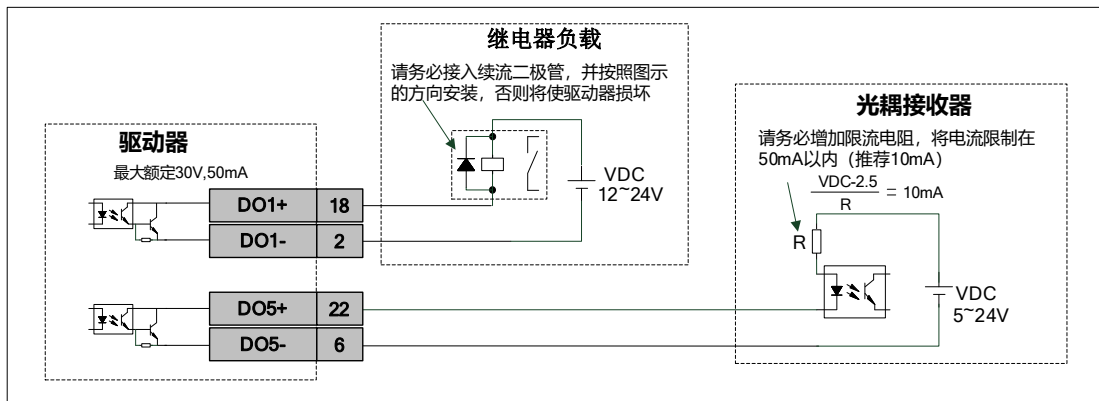 继电器负载
请务必接入续流二极管，并按照图示
的方向安装，否则将使驱动器损坏
VDC
12~24V
驱动器
最大额定30V,50mA
DO1+ 18
DO1- 2
DO5+ 22
DO5- 6
光耦接收器
请务必增加限流电阻，将电流限制在
50mA以内（推荐10mA）
VDC-2.5
R
= 10mA
R
VDC
5~24V